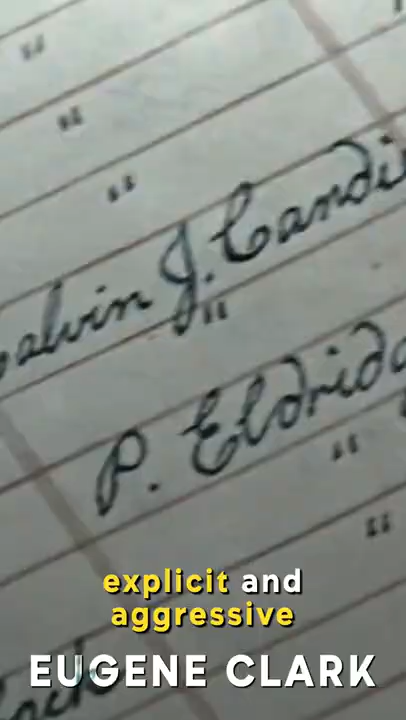 "
"
"
alvin J. Candi
"
P. Eldridg
"
"
explicit and
aggressive
EUGENE CLARK